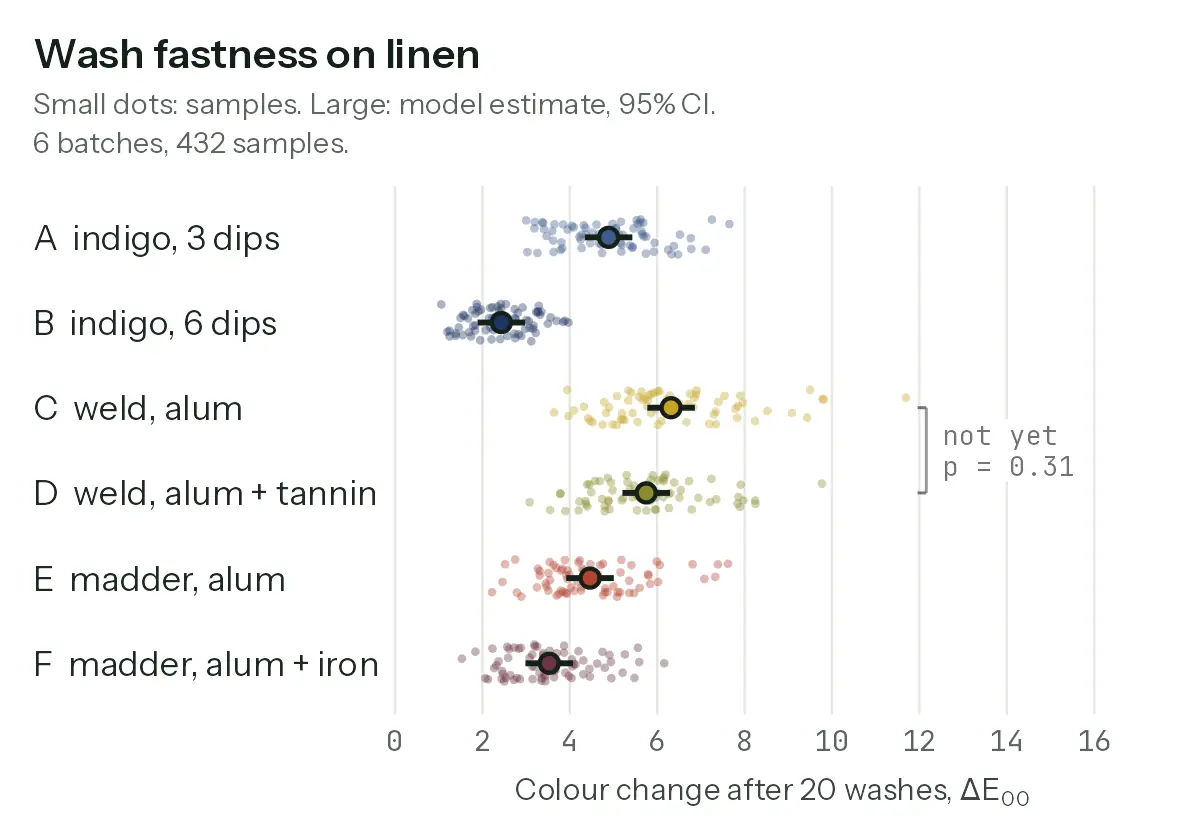 Wash fastness on linen
Small dots: samples. Large: model estimate, 95% CI.
6 batches, 432 samples.
A indigo, 3 dips
B indigo, 6 dips
C weld, alum
not yet
p = 0.31
D weld, alum + tannin
E madder, alum
F madder, alum + iron
0 2 4 6 8 10 12 14 16
Colour change after 20 washes, ΔE₀₀